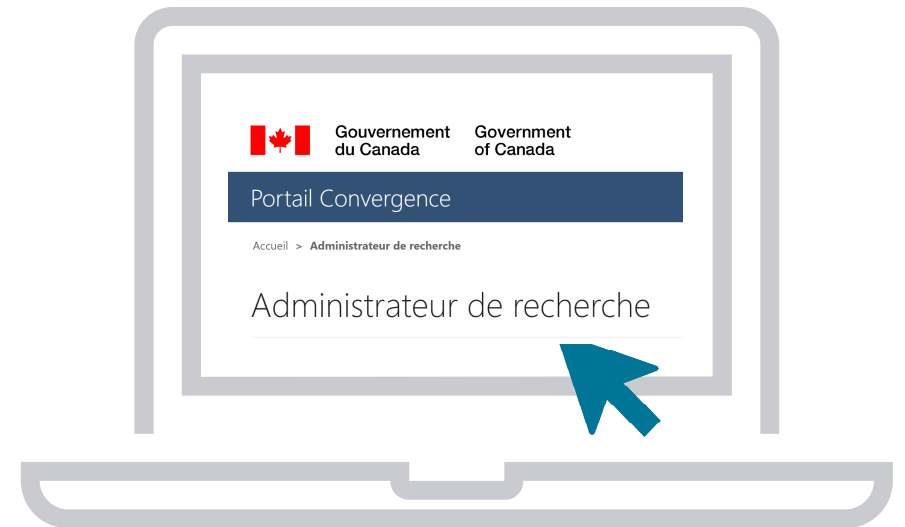 Gouvernement
du Canada
Government
of Canada
Portail Convergence
Accueil > Administrateur de recherche
Administrateur de recherche